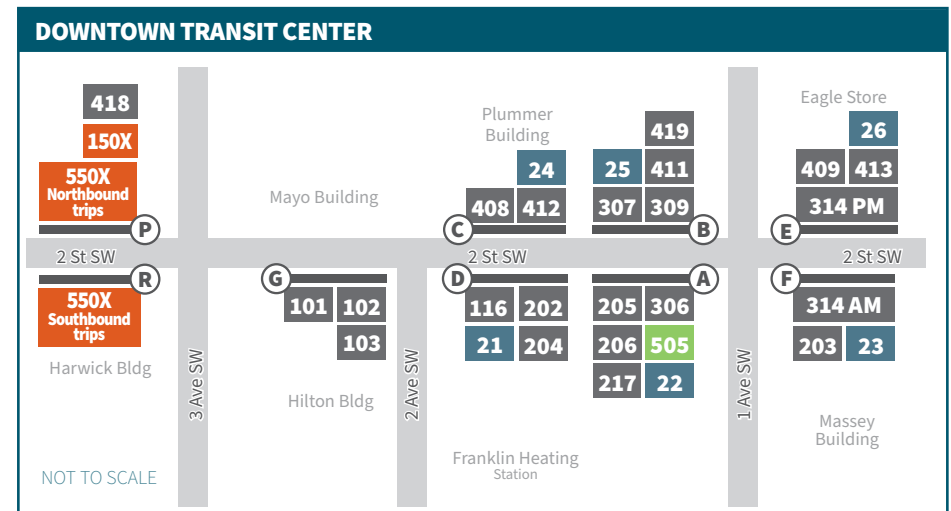 DOWNTOWN TRANSIT CENTER
418
150X
550X
Northbound
trips
P
2 St SW
R
550X
Southbound
trips
Harwick Bldg
NOT TO SCALE
3 Ave SW
Mayo Building
G
101 102
103
Hilton Bldg
2 Ave SW
Plummer
Building
24
408 412
C
2 St SW
D
116 202
21 204
Franklin Heating
Station
419
25 411
307 309
B
A
205 306
206 505
217 22
1 Ave SW
Eagle Store
26
409 413
314 PM
E
2 St SW
F
314 AM
203 23
Massey
Building